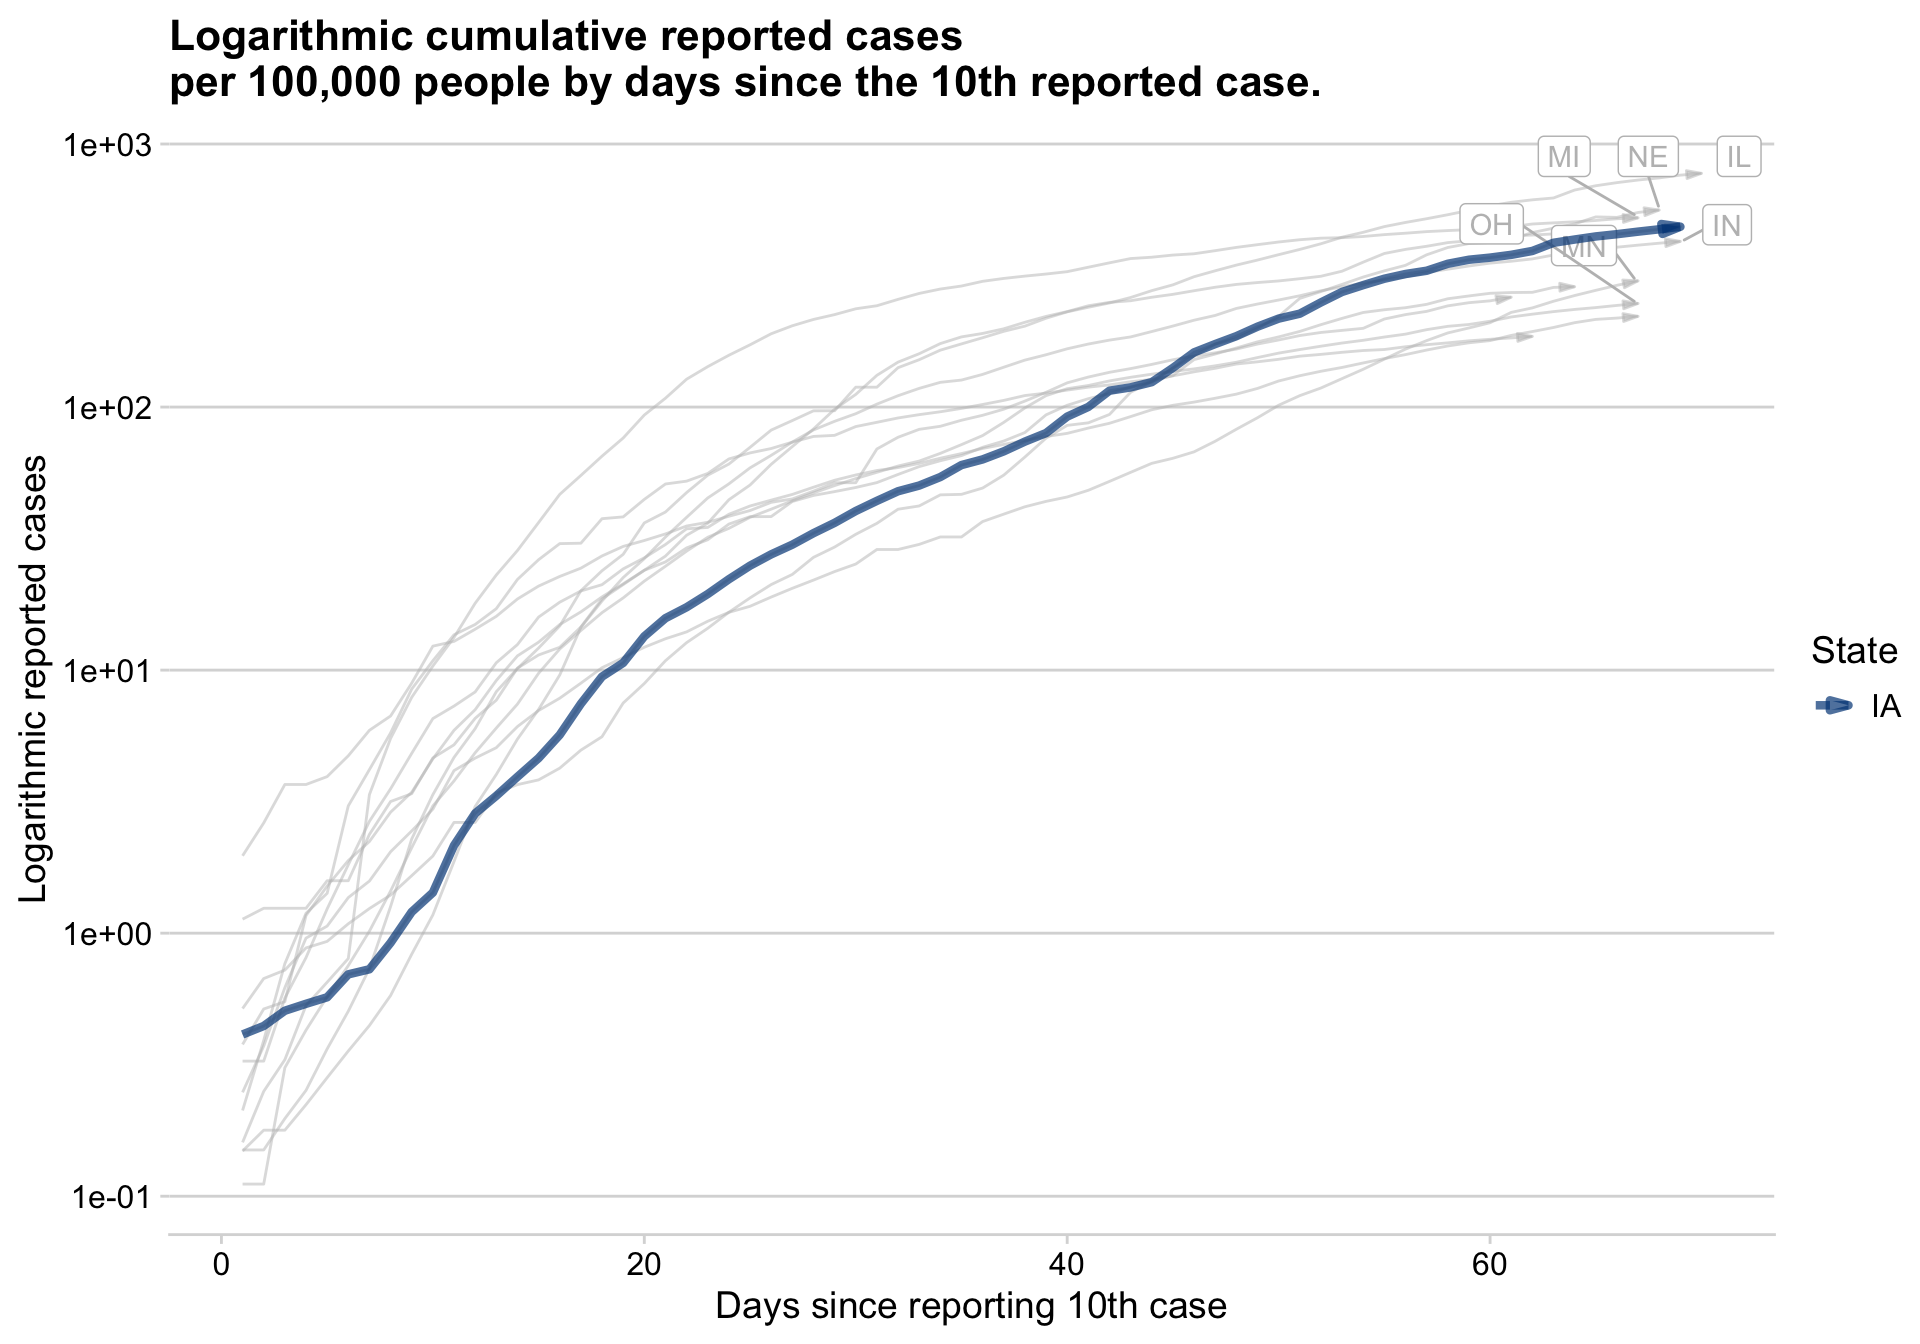 Logarithmic cumulative reported cases
per 100,000 people by days since the 10th reported case.
1e+03
MI
NE
IL
OH
IN
MN
1e+02
1e+01
1e+00
1e-01
Logarithmic reported cases
State
IA
0
20
40
60
Days since reporting 10th case